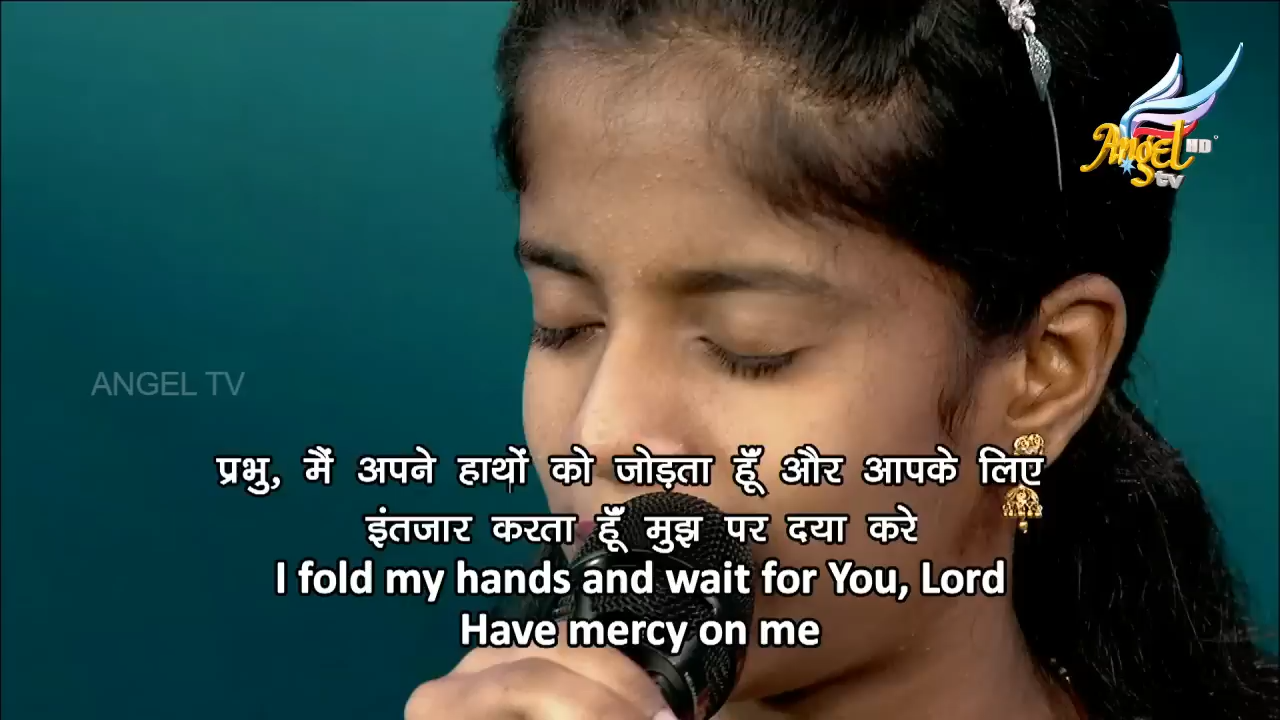 Angel HD
tv
ANGEL TV
प्रभु, मैं अपने हाथों को जोड़ता हूँ और आपके लिए
इंतजार करता हूँ मुझ पर दया करे
I fold my hands and wait for You, Lord
Have mercy on me